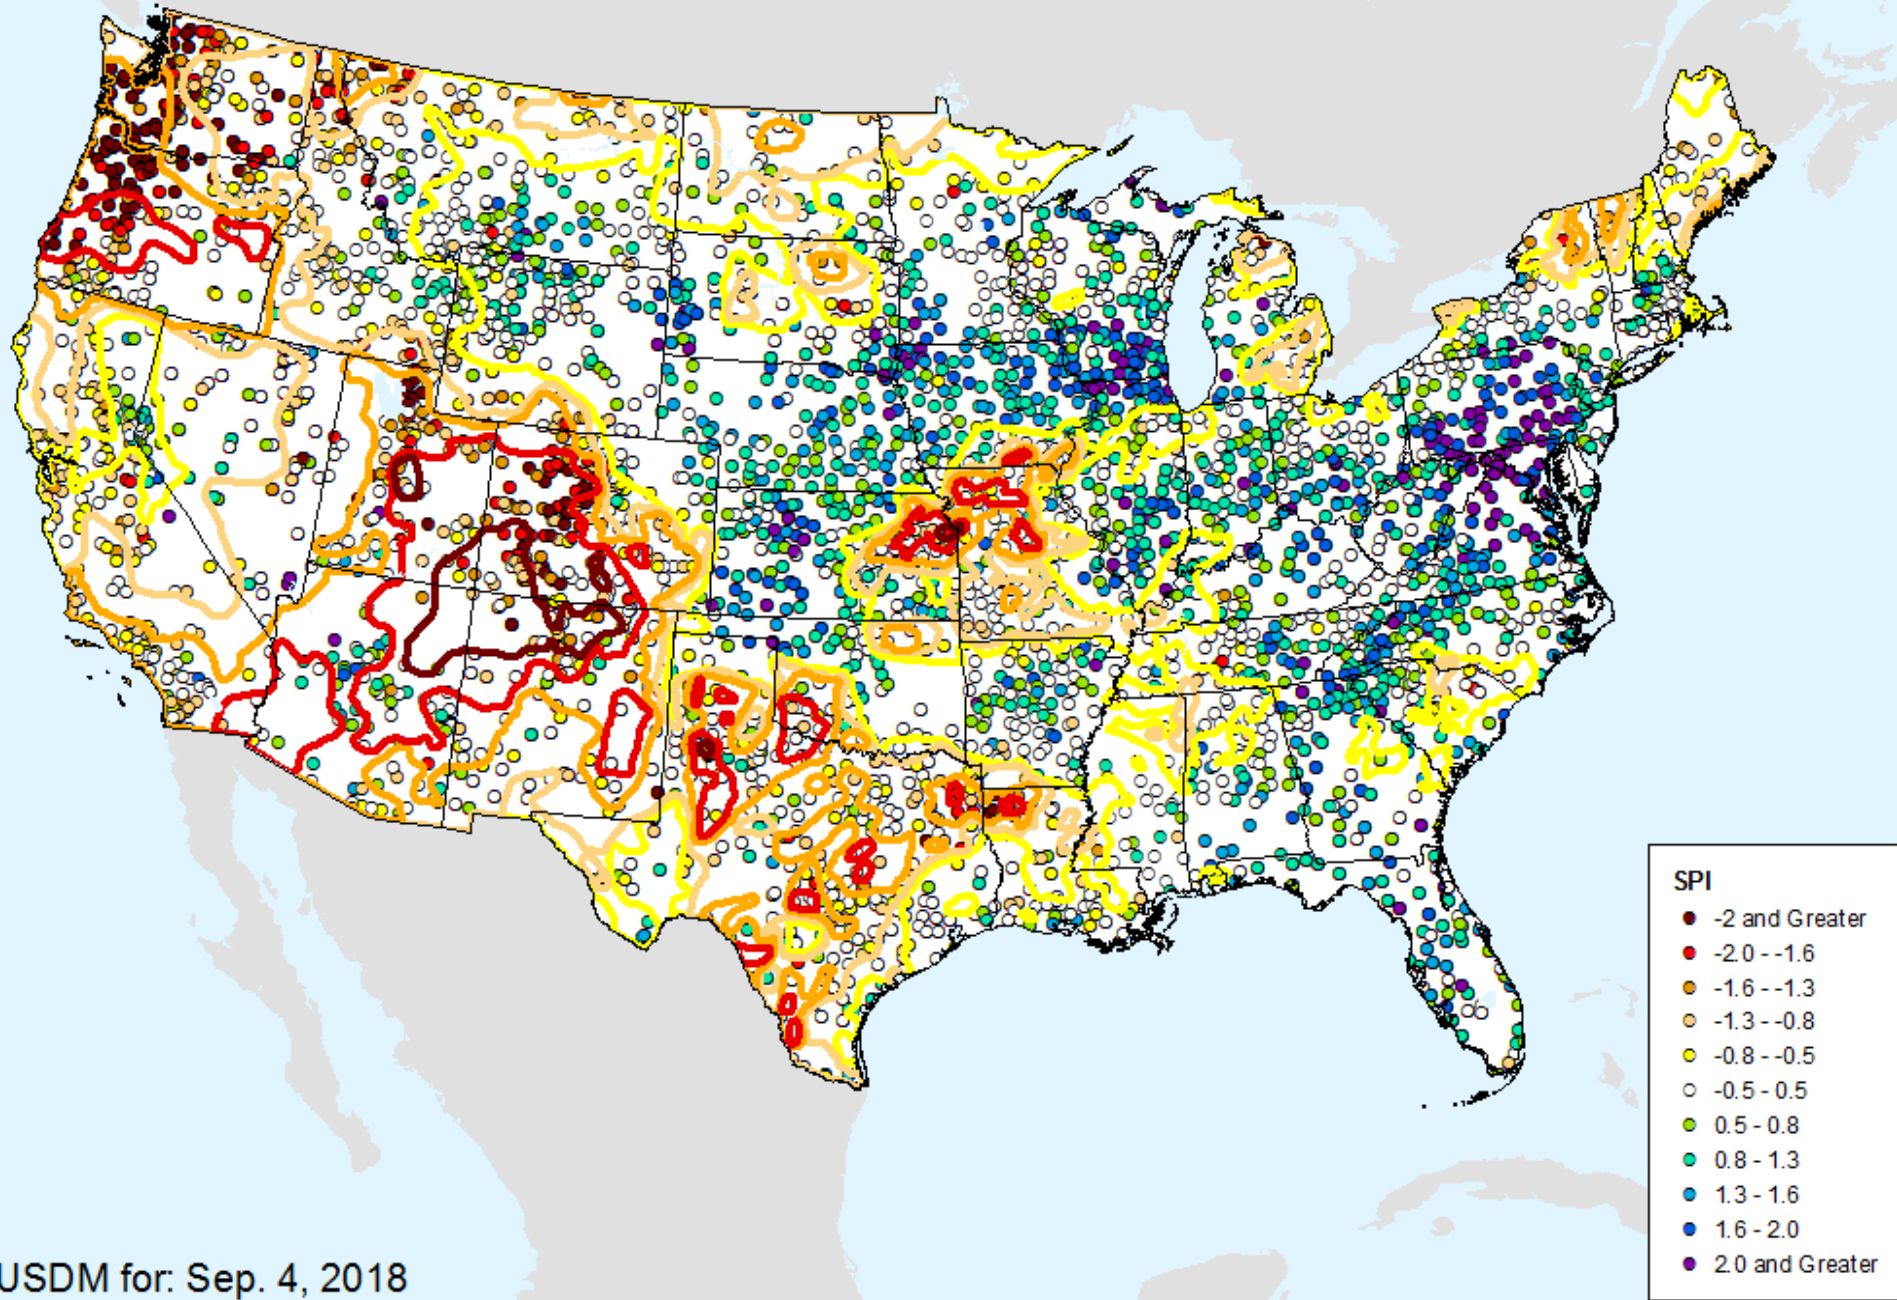 SPI
-2 and Greater
-2.0 - -1.6
-1.6 - -1.3
-1.3 - -0.8
-0.8 - -0.5
-0.5 - 0.5
0.5 - 0.8
0.8 - 1.3
1.3 - 1.6
1.6 - 2.0
2.0 and Greater
USDM for: Sep. 4, 2018